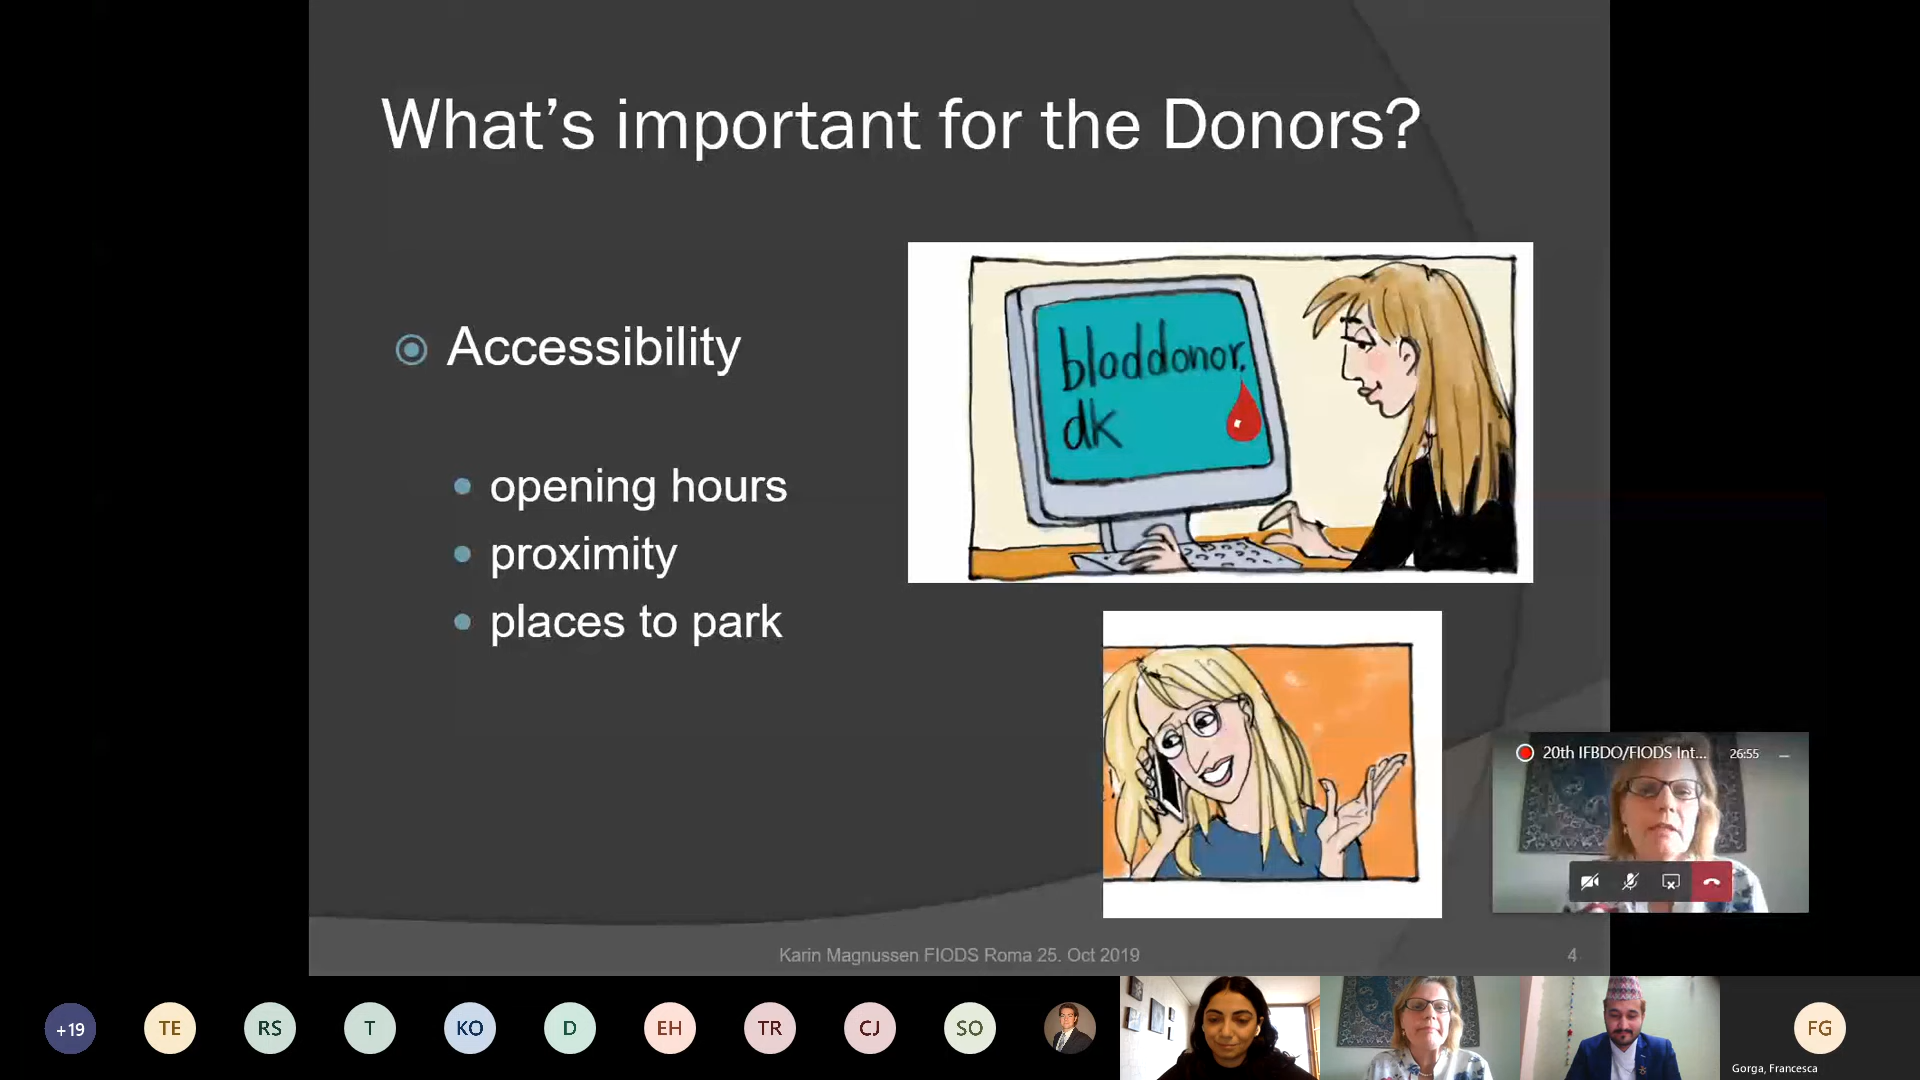 What's important for the Donors?
Accessibility
opening hours
proximity
places to park
bloddonor.
dk
20th IFBDO/FIODS Int... 26:55
Karin Magnussen FIODS Roma 25. Oct 2019
4
+19 TE RS T KO D EH TR CJ SO FG
Gorga, Francesca